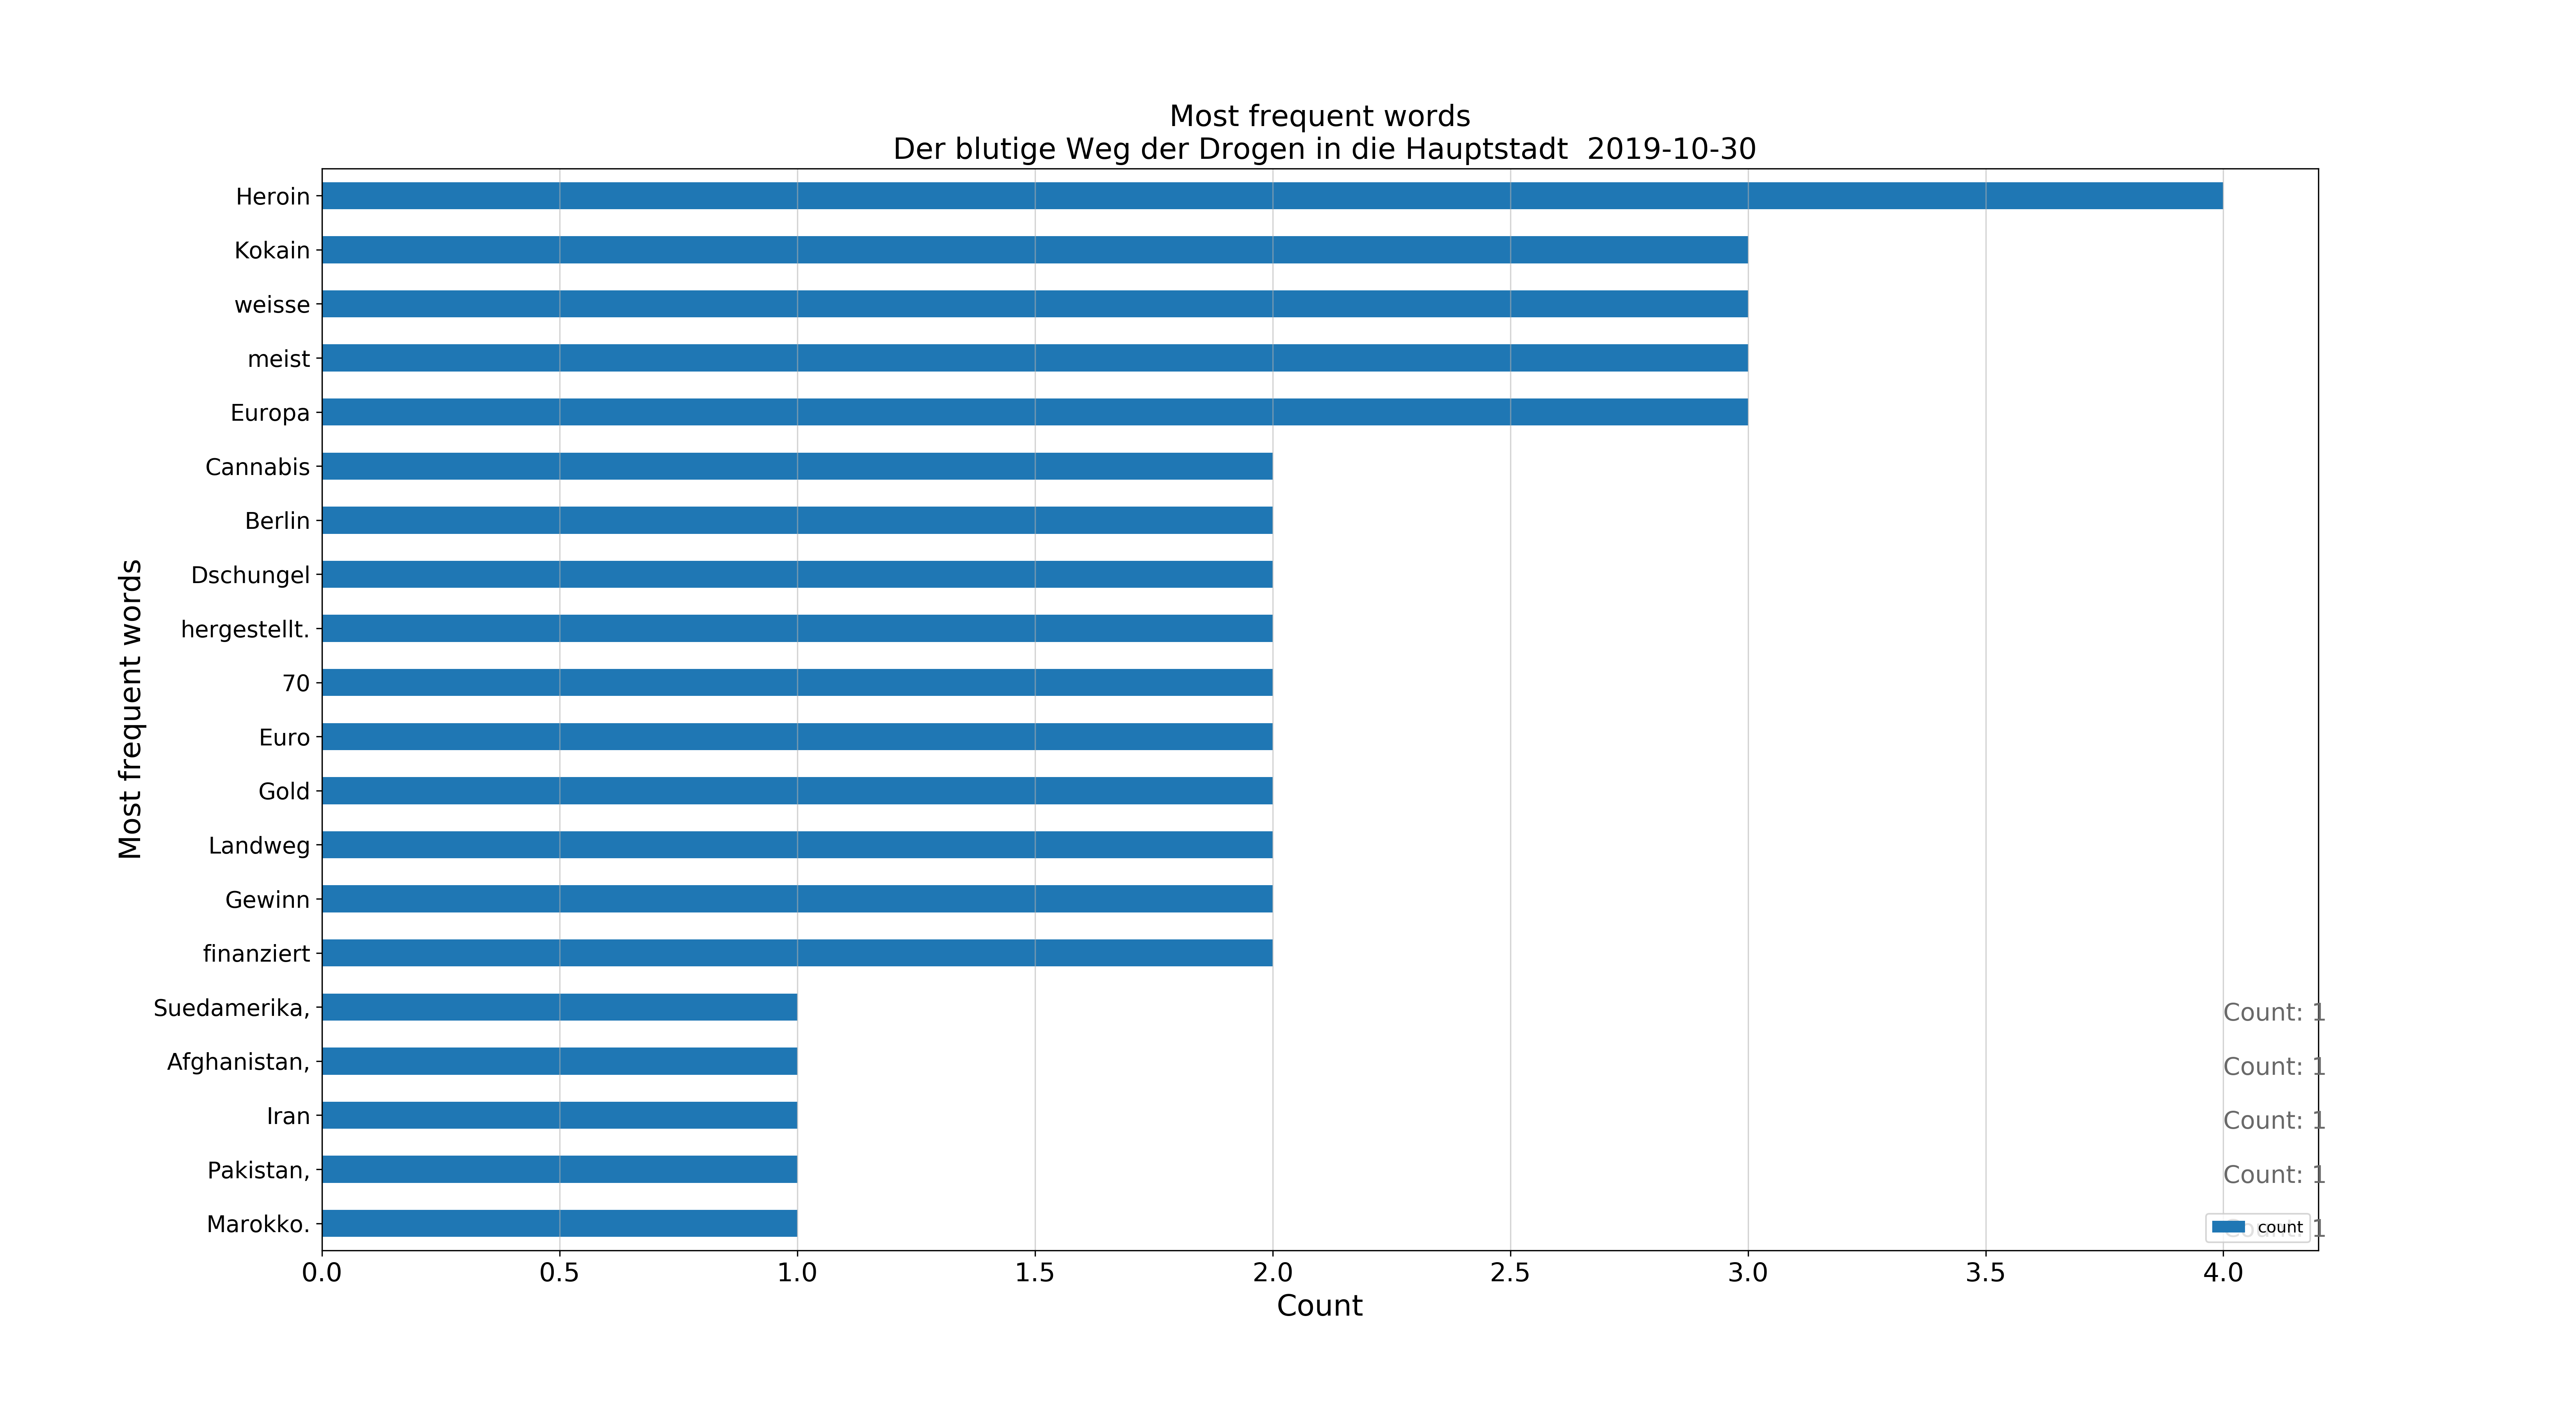 Most frequent words
Der blutige Weg der Drogen in die Hauptstadt 2019-10-30
Most frequent words
Heroin
Kokain
weisse
meist
Europa
Cannabis
Berlin
Dschungel
hergestellt.
70
Euro
Gold
Landweg
Gewinn
finanziert
Suedamerika,
Count: 1
Afghanistan,
Count: 1
Iran
Count: 1
Pakistan,
Count: 1
Marokko.
Count: 1
count
0.0 0.5 1.0 1.5 2.0 2.5 3.0 3.5 4.0
Count